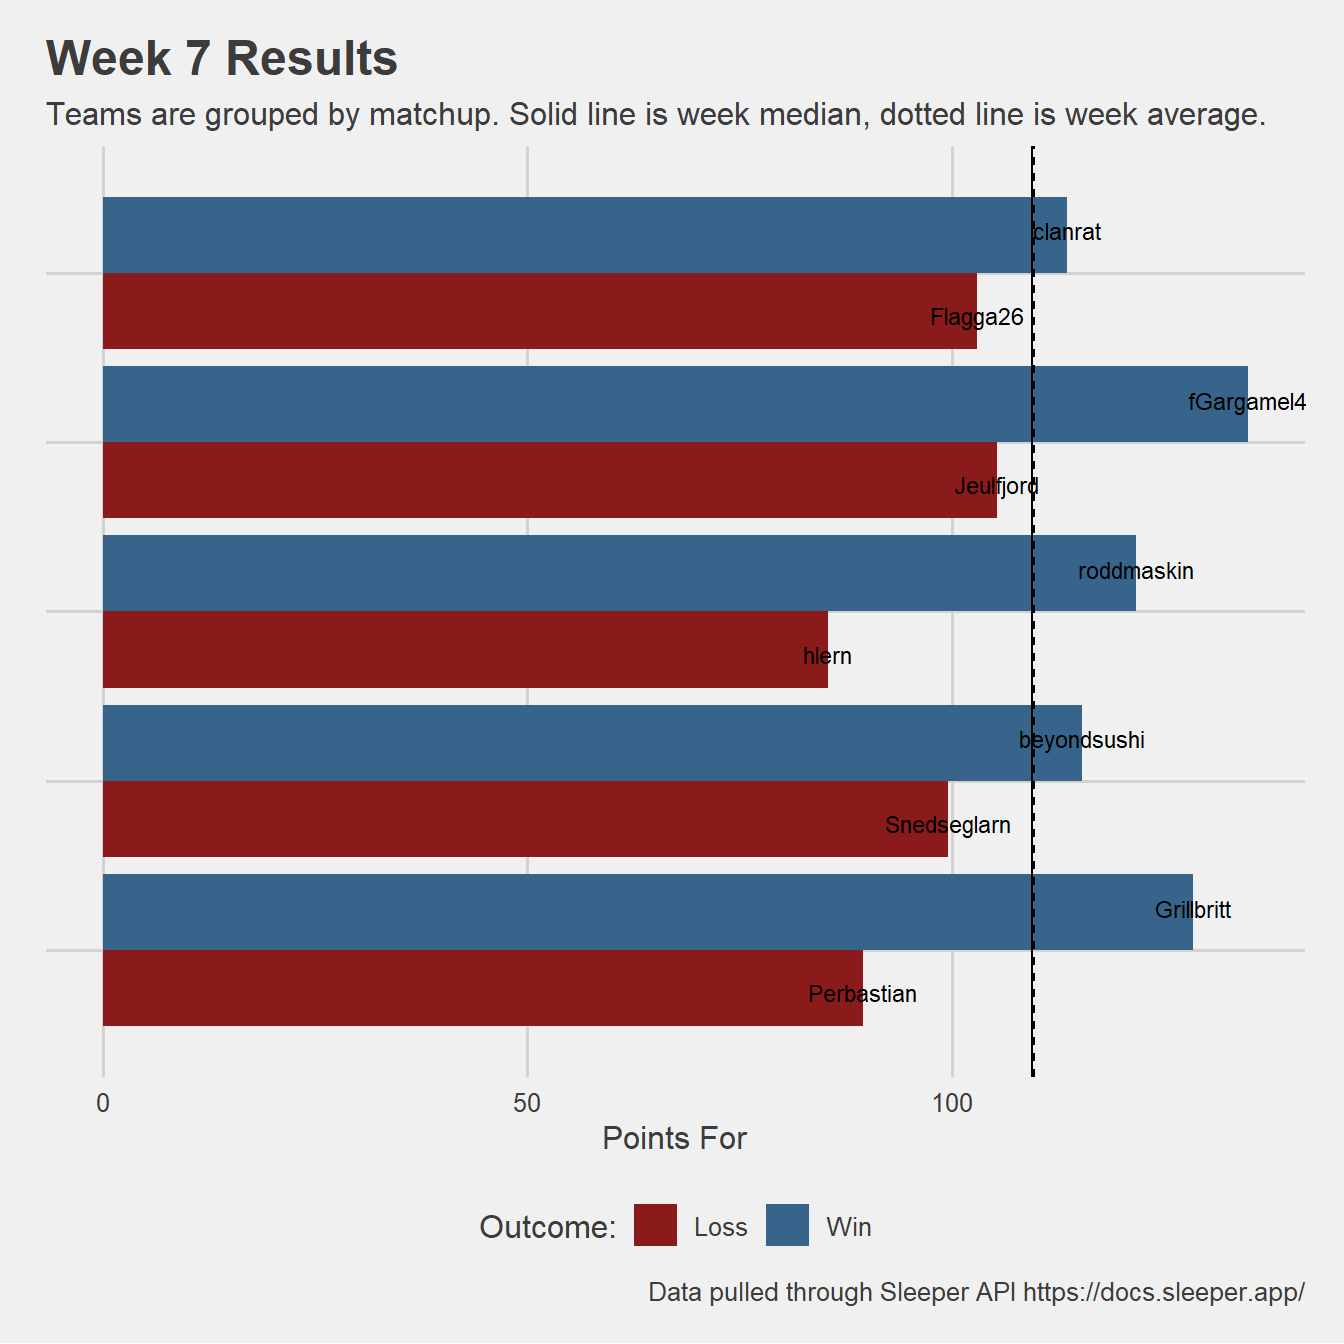 Week 7 Results
Teams are grouped by matchup. Solid line is week median, dotted line is week average.
clanrat
Flagga26
fGargamel4
Jeulfjord
roddmaskin
hlern
beyondsushi
Snedseglarn
Grillbritt
Perbastian
0 50 100
Points For
Outcome: Loss Win
Data pulled through Sleeper API https://docs.sleeper.app/